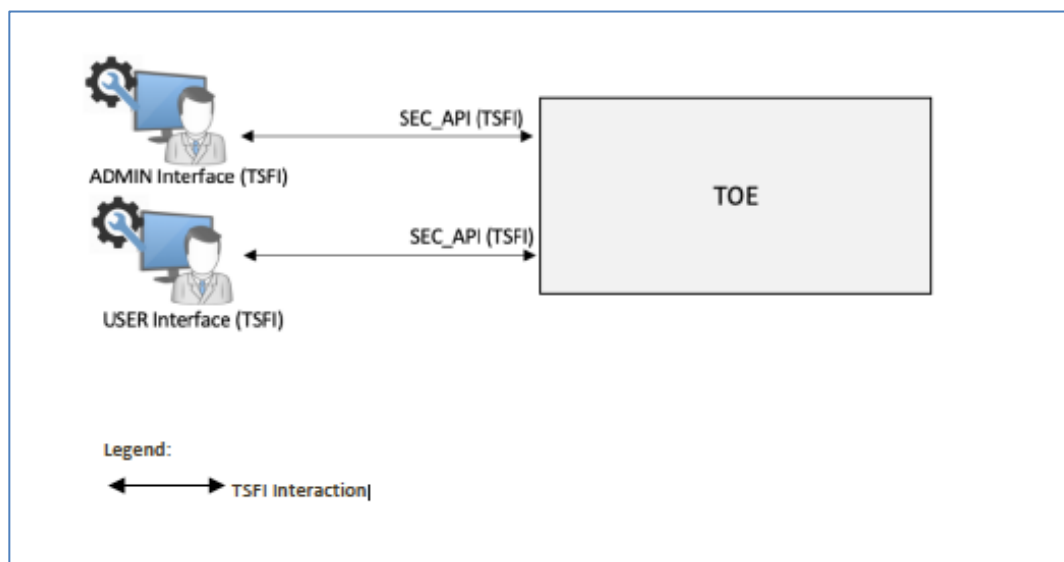 SEC_API (TSFI)
ADMIN Interface (TSFI)
TOE
SEC_API (TSFI)
USER Interface (TSFI)
Legend:
TSFI Interaction